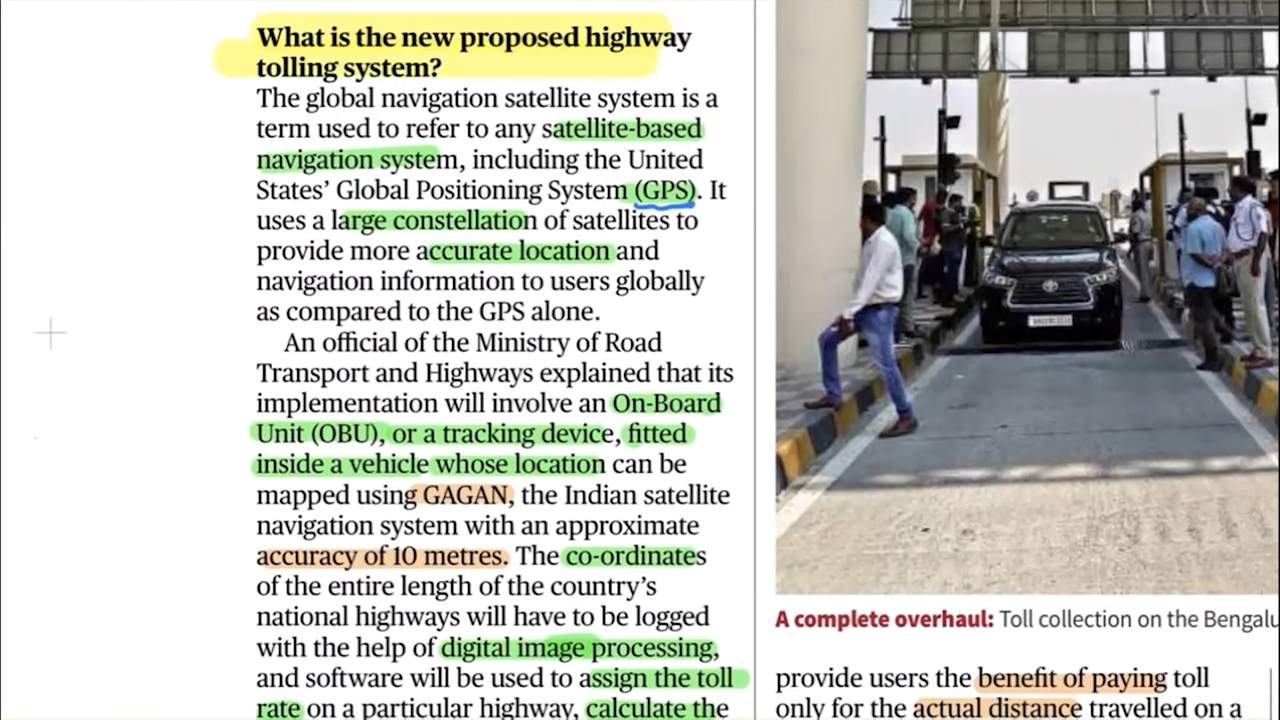 What is the new proposed highway
tolling system?
The global navigation satellite system is a
term used to refer to any satellite-based
navigation system, including the United
States’ Global Positioning System (GPS). It
uses a large constellation of satellites to
provide more accurate location and
navigation information to users globally
as compared to the GPS alone.
An official of the Ministry of Road
Transport and Highways explained that its
implementation will involve an On-Board
Unit (OBU), or a tracking device, fitted
inside a vehicle whose location can be
mapped using GAGAN, the Indian satellite
navigation system with an approximate
accuracy of 10 metres. The co-ordinates
of the entire length of the country’s
national highways will have to be logged
with the help of digital image processing,
and software will be used to assign the toll
rate on a particular highway, calculate the
A complete overhaul: Toll collection on the Bengalu
provide users the benefit of paying toll
only for the actual distance travelled on a